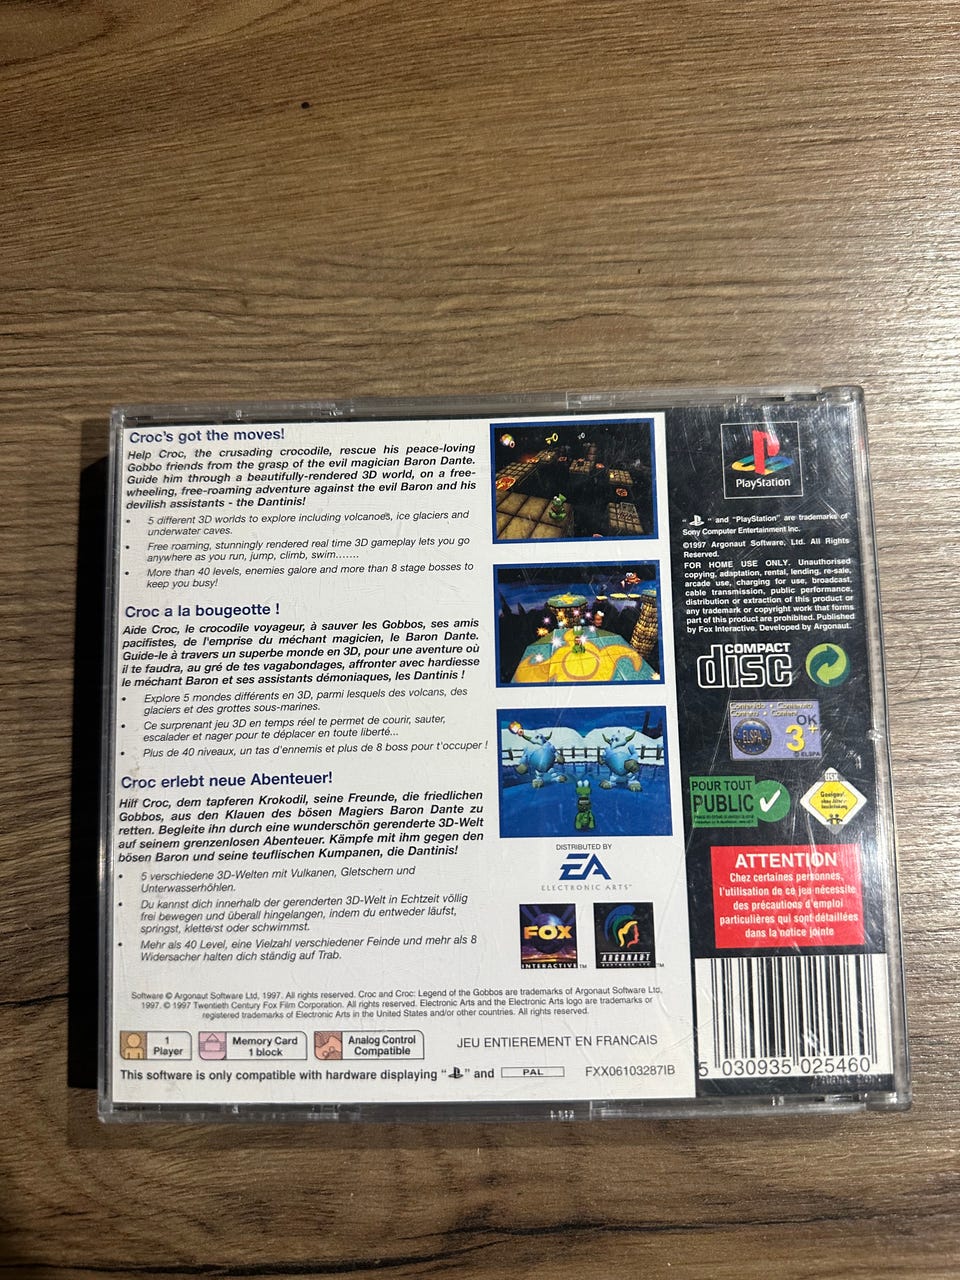 Croc's got the moves!
Help Croc, the crusading crocodile, rescue his peace-loving
Gobbo friends from the grasp of the evil magician Baron Dante.
Guide him through a beautifully-rendered 3D world, on a free-
wheeling, free-roaming adventure against the evil Baron and his
devilish assistants - the Dantinis!
• 5 different 3D worlds to explore including volcanoes, ice glaciers and
underwater caves.
• Free roaming, stunningly rendered real time 3D gameplay lets you go
anywhere as you run, jump, climb, swim.......
• More than 40 levels, enemies galore and more than 8 stage bosses to
keep you busy!
Croc a la bougeotte !
Aide Croc, le crocodile voyageur, à sauver les Gobbos, ses amis
pacifistes, de l'emprise du méchant magicien, le Baron Dante.
Guide-le à travers un superbe monde en 3D, pour une aventure où
il te faudra, au gré de tes vagabondages, affronter avec hardiesse
le méchant Baron et ses assistants démoniaques, les Dantinis !
• Explore 5 mondes différents en 3D, parmi lesquels des volcans, des
glaciers et des grottes sous-marines.
• Ce surprenant jeu 3D en temps réel te permet de courir, sauter,
escalader et nager pour te déplacer en toute liberté...
• Plus de 40 niveaux, un tas d'ennemis et plus de 8 boss pour t'occuper !
Croc erlebt neue Abenteuer!
Hilf Croc, dem tapferen Krokodil, seine Freunde, die friedlichen
Gobbos, aus den Klauen des bösen Magiers Baron Dante zu
retten. Begleite ihn durch eine wunderschön gerenderte 3D-Welt
auf seinem grenzenlosen Abenteuer. Kämpfe mit ihm gegen den
bösen Baron und seine teuflischen Kumpanen, die Dantinis!
• 5 verschiedene 3D-Welten mit Vulkanen, Gletschern und
Unterwasserhöhlen.
• Du kannst dich innerhalb der gerenderten 3D-Welt in Echtzeit völlig
frei bewegen und überall hingelangen, indem du entweder läufst,
springst, kletterst oder schwimmst.
• Mehr als 40 Level, eine Vielzahl verschiedener Feinde und mehr als 8
Widersacher halten dich ständig auf Trab.
DISTRIBUTED BY
EA
ELECTRONIC ARTS™
FOX
INTERACTIVE™
ARGONAUT
SOFTWARE LTD.™
Software © Argonaut Software Ltd, 1997. All rights reserved. Croc and Croc: Legend of the Gobbos are trademarks of Argonaut Software Ltd,
1997. © 1997 Twentieth Century Fox Film Corporation. All rights reserved. Electronic Arts and the Electronic Arts logo are trademarks or
registered trademarks of Electronic Arts in the United States and/or other countries. All rights reserved.
1
Player
Memory Card
1 block
Analog Control
Compatible
JEU ENTIEREMENT EN FRANCAIS
This software is only compatible with hardware displaying " " and PAL
FXX06103287IB
PlayStation
" " and "PlayStation" are trademarks of
Sony Computer Entertainment Inc.
©1997 Argonaut Software, Ltd. All Rights
Reserved.
FOR HOME USE ONLY. Unauthorised
copying, adaptation, rental, lending, re-sale,
arcade use, charging for use, broadcast,
cable transmission, public performance,
distribution or extraction of this product or
any trademark or copyright work that forms
part of this product are prohibited. Published
by Fox Interactive. Developed by Argonaut.
COMPACT
disc
Contenido • Contenuto
ELSPA
OK
3+
© ELSPA
POUR TOUT
PUBLIC
USK
Geeignet
ATTENTION
Chez certaines personnes,
l'utilisation de ce jeu nécessite
des précautions d'emploi
particulières qui sont détaillées
dans la notice jointe
5 030935 025460